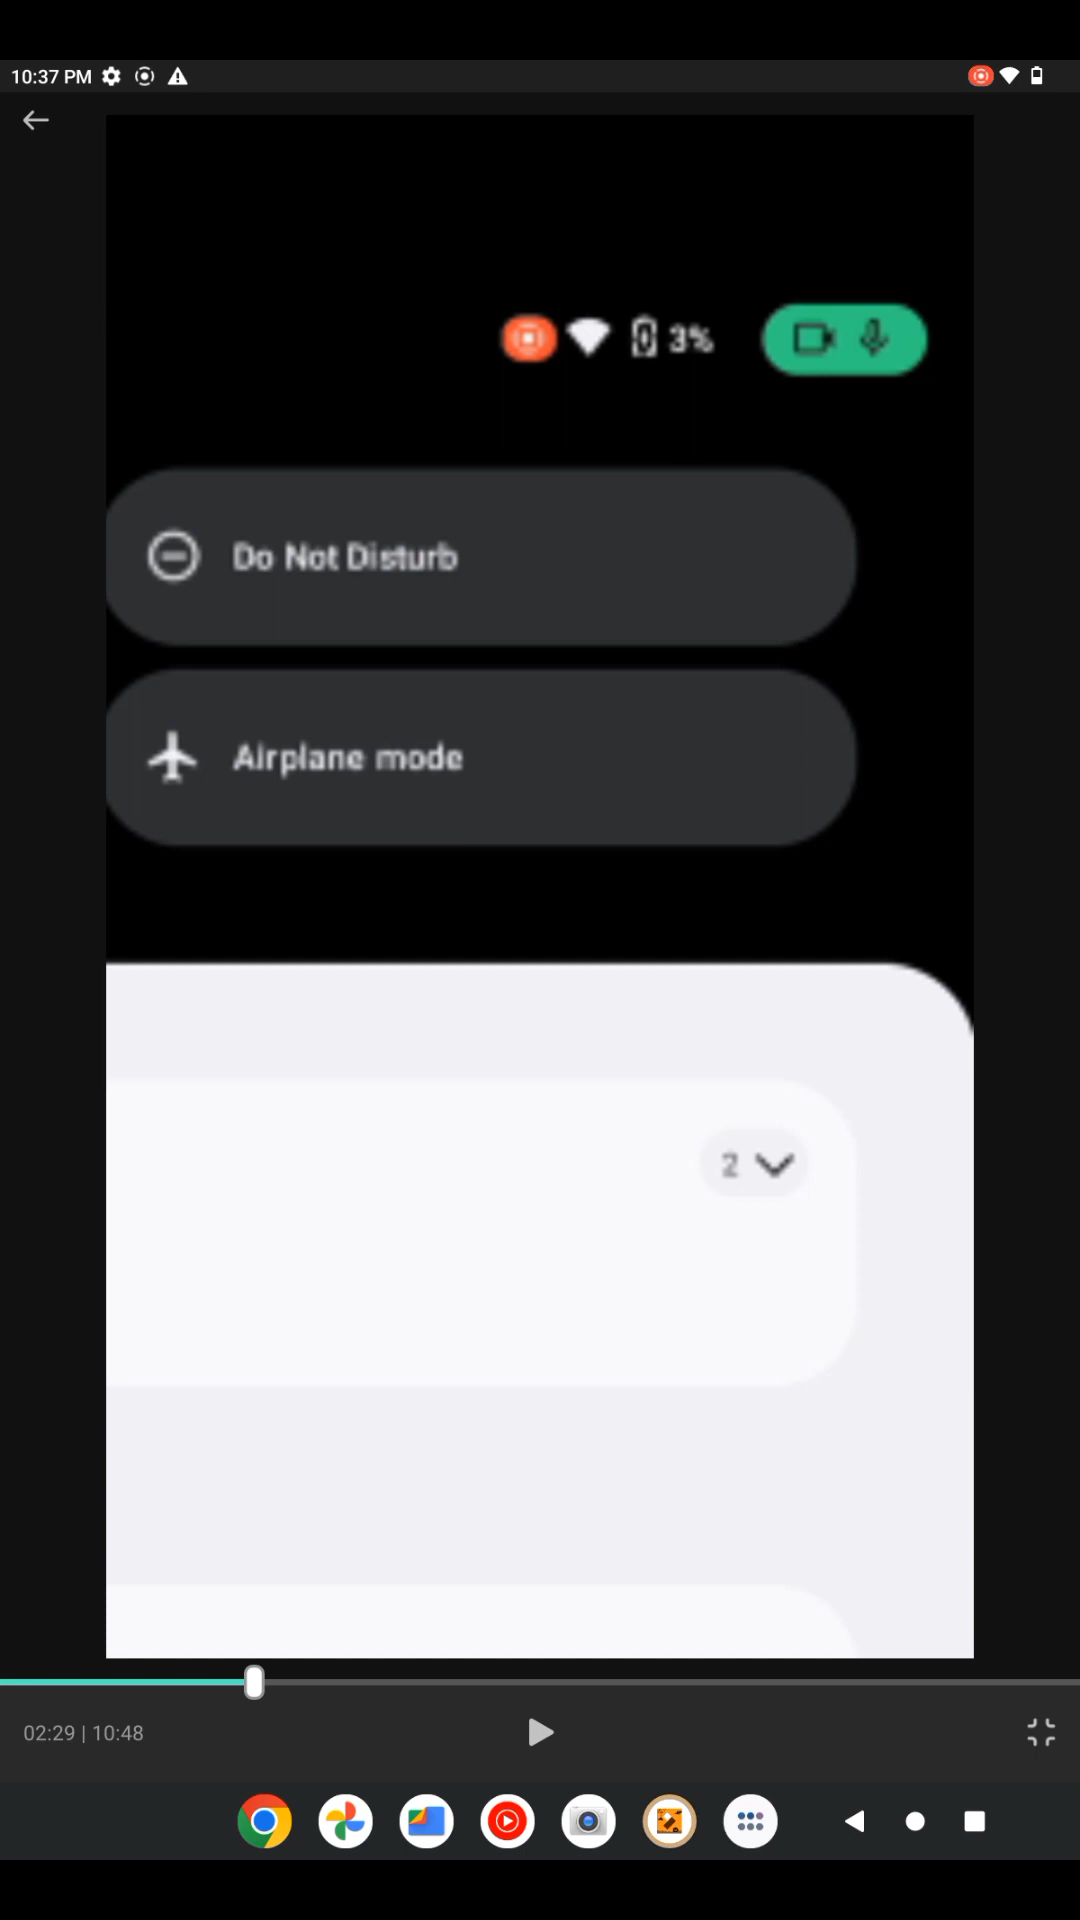 10:37 PM
3%
Do Not Disturb
Airplane mode
2
02:29 | 10:48